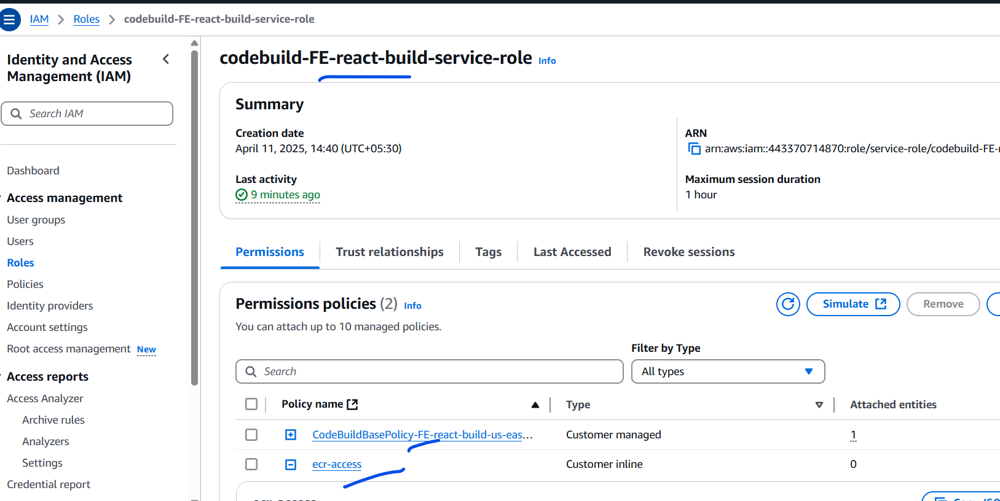 IAM > Roles > codebuild-FE-react-build-service-role
Identity and Access
Management (IAM)
Search IAM
Dashboard
Access management
User groups
Users
Roles
Policies
Identity providers
Account settings
Root access management New
Access reports
Access Analyzer
Archive rules
Analyzers
Settings
Credential report
codebuild-FE-react-build-service-role Info
Summary
Creation date
April 11, 2025, 14:40 (UTC+05:30)
Last activity
9 minutes ago
ARN
arn:aws:iam::443370714870:role/service-role/codebuild-FE-
Maximum session duration
1 hour
Permissions
Trust relationships
Tags
Last Accessed
Revoke sessions
Permissions policies (2) Info
You can attach up to 10 managed policies.
Simulate
Remove
Filter by Type
Search
All types
Policy name
Type
Attached entities
CodeBuildBasePolicy-FE-react-build-us-eas...
Customer managed
1
ecr-access
Customer inline
0